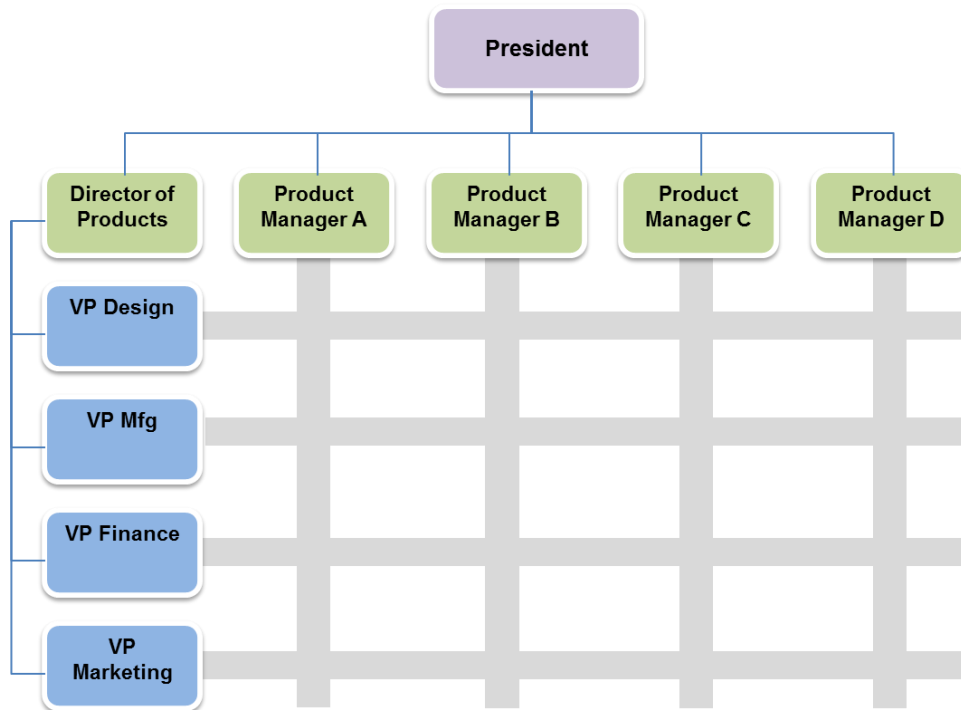 President
Director of
Products
Product
Manager A
Product
Manager B
Product
Manager C
Product
Manager D
VP Design
VP Mfg
VP Finance
VP
Marketing